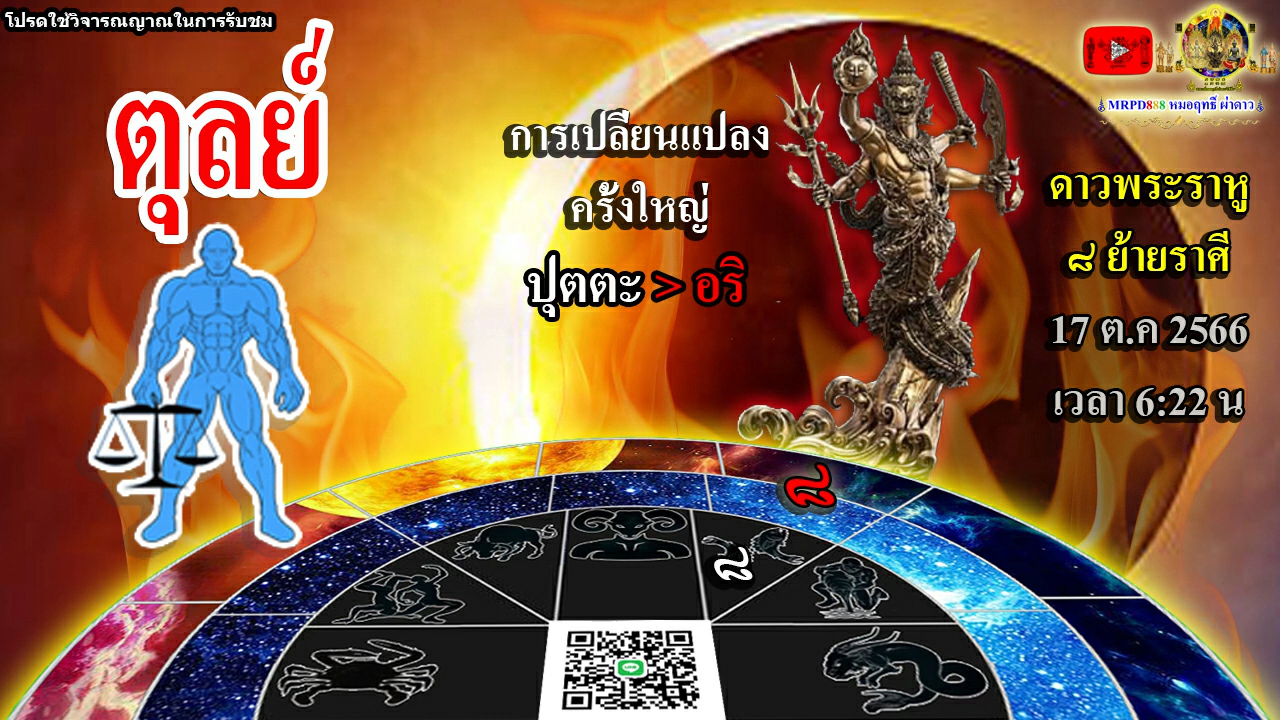 โปรดใช้วิจารณญาณในการรับชม
ตุลย์
การเปลี่ยนแปลง
ครั้งใหญ่
ปุตตะ > อริ
MRPD888 หมอฤทธิ์ ผ่าดาว
ดาวพระราหู
๘ ย้ายราศี
17 ต.ค 2566
เวลา 6:22 น
๘
๘
LINE